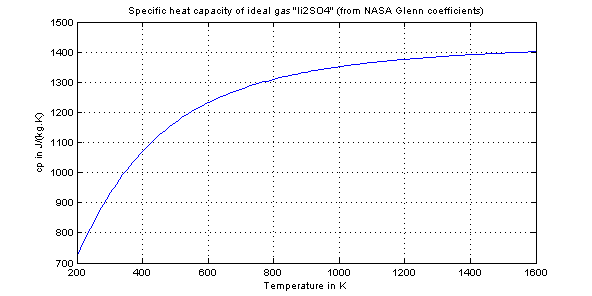 Specific heat capacity of ideal gas "li2SO4" (from NASA Glenn coefficients)
1500
1400
1300
1200
1100
1000
900
800
700
cp in J/(kg.K)
200 400 600 800 1000 1200 1400 1600
Temperature in K